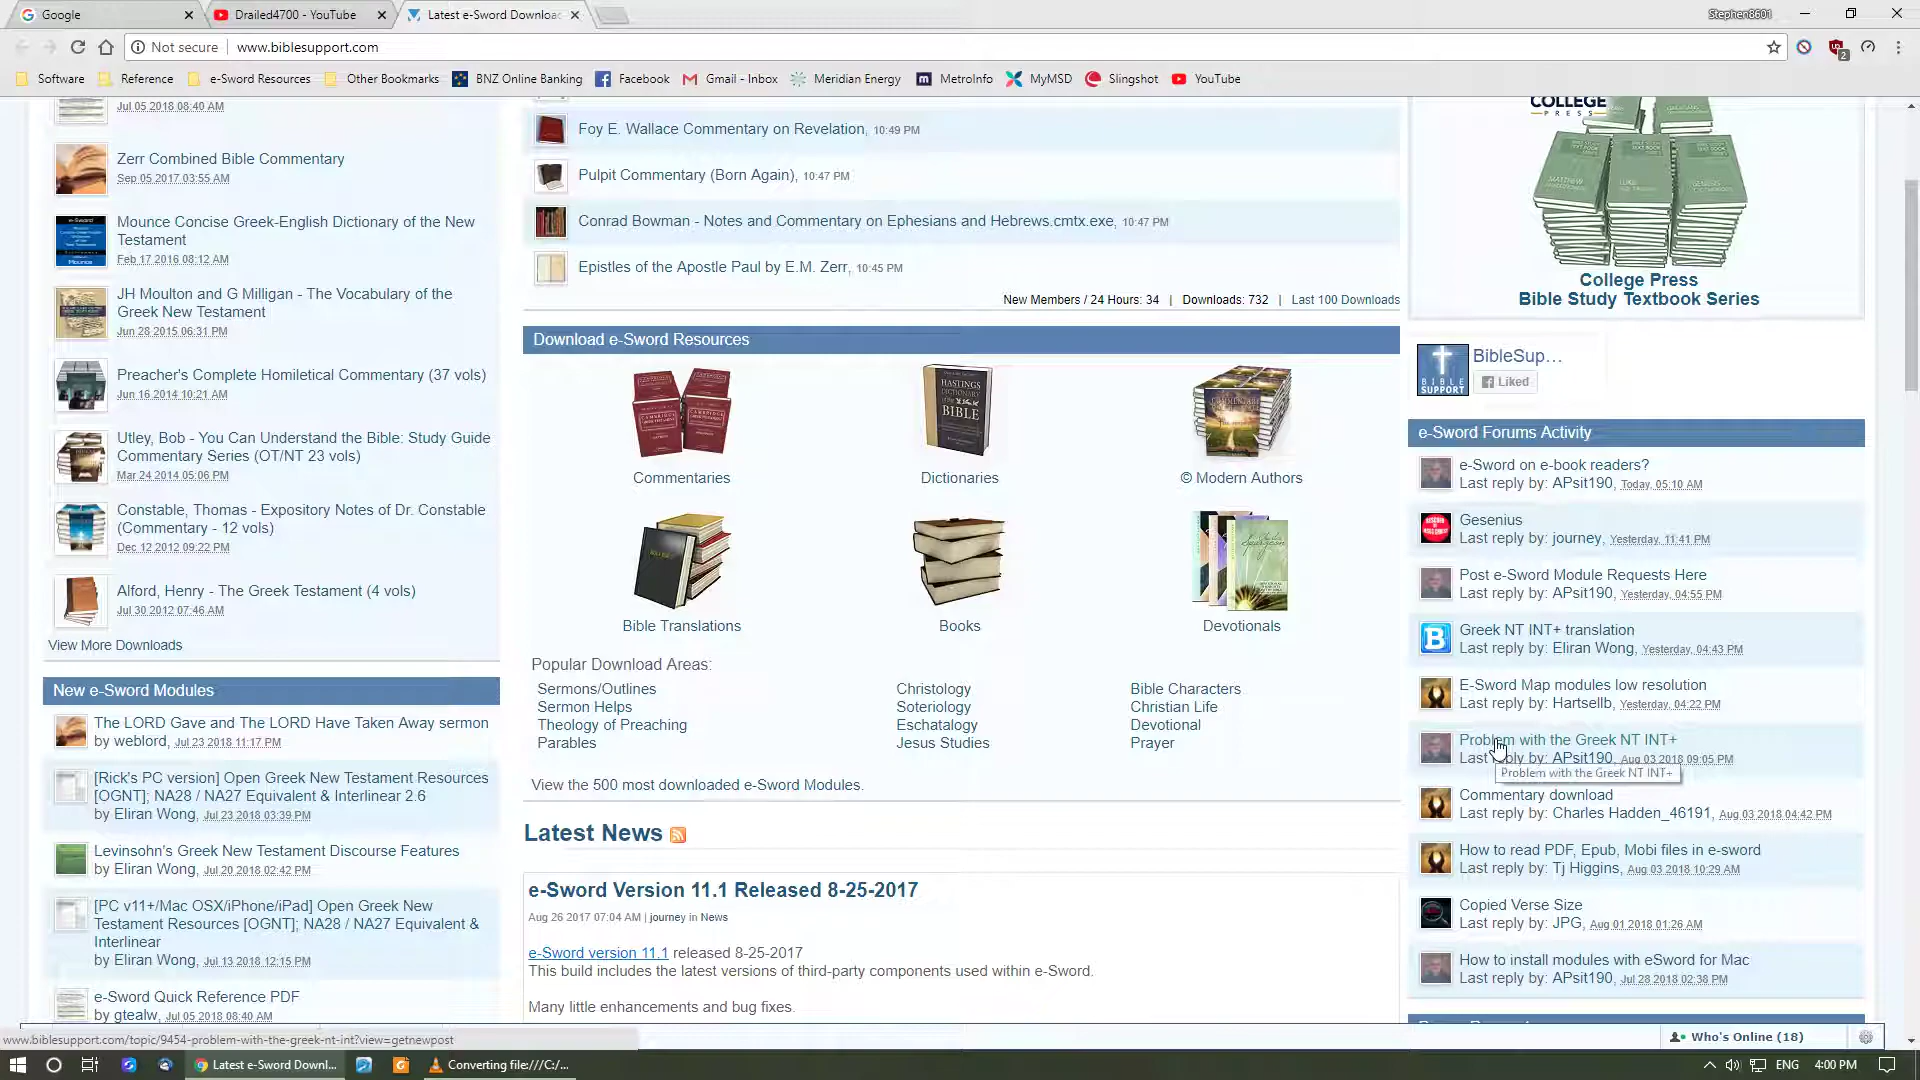 Google
Drailed4700 - YouTube
Latest e-Sword Downloa
Stephen8601
Not secure
www.biblesupport.com
2
Software
Reference
e-Sword Resources
Other Bookmarks
BNZ Online Banking
Facebook
Gmail - Inbox
Meridian Energy
MetroInfo
MyMSD
Slingshot
YouTube
Jul 05 2018 08:40 AM
Zerr Combined Bible Commentary
Sep 05 2017 03:55 AM
Mounce Concise Greek-English Dictionary of the New
Testament
Feb 17 2016 08:12 AM
JH Moulton and G Milligan - The Vocabulary of the
Greek New Testament
Jun 28 2015 06:31 PM
Preacher's Complete Homiletical Commentary (37 vols)
Jun 16 2014 10:21 AM
Utley, Bob - You Can Understand the Bible: Study Guide
Commentary Series (OT/NT 23 vols)
Mar 24 2014 05:06 PM
Constable, Thomas - Expository Notes of Dr. Constable
(Commentary - 12 vols)
Dec 12 2012 09:22 PM
Alford, Henry - The Greek Testament (4 vols)
Jul 30 2012 07:46 AM
View More Downloads
New e-Sword Modules
The LORD Gave and The LORD Have Taken Away sermon
by weblord, Jul 23 2018 11:17 PM
[Rick's PC version] Open Greek New Testament Resources
[OGNT]; NA28 / NA27 Equivalent & Interlinear 2.6
by Eliran Wong, Jul 23 2018 03:39 PM
Levinsohn's Greek New Testament Discourse Features
by Eliran Wong, Jul 20 2018 02:42 PM
[PC v11+/Mac OSX/iPhone/iPad] Open Greek New
Testament Resources [OGNT]; NA28 / NA27 Equivalent &
Interlinear
by Eliran Wong, Jul 13 2018 12:15 PM
e-Sword Quick Reference PDF
by gtealw, Jul 05 2018 08:40 AM
Foy E. Wallace Commentary on Revelation, 10:49 PM
Pulpit Commentary (Born Again), 10:47 PM
Conrad Bowman - Notes and Commentary on Ephesians and Hebrews.cmtx.exe, 10:47 PM
Epistles of the Apostle Paul by E.M. Zerr, 10:45 PM
New Members / 24 Hours: 34 | Downloads: 732 | Last 100 Downloads
Download e-Sword Resources
HASTINGS
DICTIONARY
OF THE
BIBLE
Commentaries
Dictionaries
© Modern Authors
Bible Translations
Books
Devotionals
Popular Download Areas:
Sermons/Outlines
Christology
Bible Characters
Sermon Helps
Soteriology
Christian Life
Theology of Preaching
Eschatology
Devotional
Parables
Jesus Studies
Prayer
View the 500 most downloaded e-Sword Modules.
Latest News
e-Sword Version 11.1 Released 8-25-2017
Aug 26 2017 07:04 AM | journey in News
e-Sword version 11.1 released 8-25-2017
This build includes the latest versions of third-party components used within e-Sword.
Many little enhancements and bug fixes.
COLLEGE
PRESS
MATTHEW
LUKE
GENESIS
College Press
Bible Study Textbook Series
BIBLE
SUPPORT
BibleSup…
Liked
e-Sword Forums Activity
e-Sword on e-book readers?
Last reply by: APsit190, Today, 05:10 AM
Gesenius
Last reply by: journey, Yesterday, 11:41 PM
Post e-Sword Module Requests Here
Last reply by: APsit190, Yesterday, 04:55 PM
Greek NT INT+ translation
Last reply by: Eliran Wong, Yesterday, 04:43 PM
E-Sword Map modules low resolution
Last reply by: Hartsellb, Yesterday, 04:22 PM
Problem with the Greek NT INT+
Last reply by: APsit190, Aug 03 2018 09:05 PM
Problem with the Greek NT INT+
Commentary download
Last reply by: Charles Hadden_46191, Aug 03 2018 04:42 PM
How to read PDF, Epub, Mobi files in e-sword
Last reply by: Tj Higgins, Aug 03 2018 10:29 AM
Copied Verse Size
Last reply by: JPG, Aug 01 2018 01:26 AM
How to install modules with eSword for Mac
Last reply by: APsit190, Jul 28 2018 02:38 PM
www.biblesupport.com/topic/9454-problem-with-the-greek-nt-int?view=getnewpost
Who's Online (18)
Latest e-Sword Downl...
Converting file:///C:/...
ENG
4:00 PM